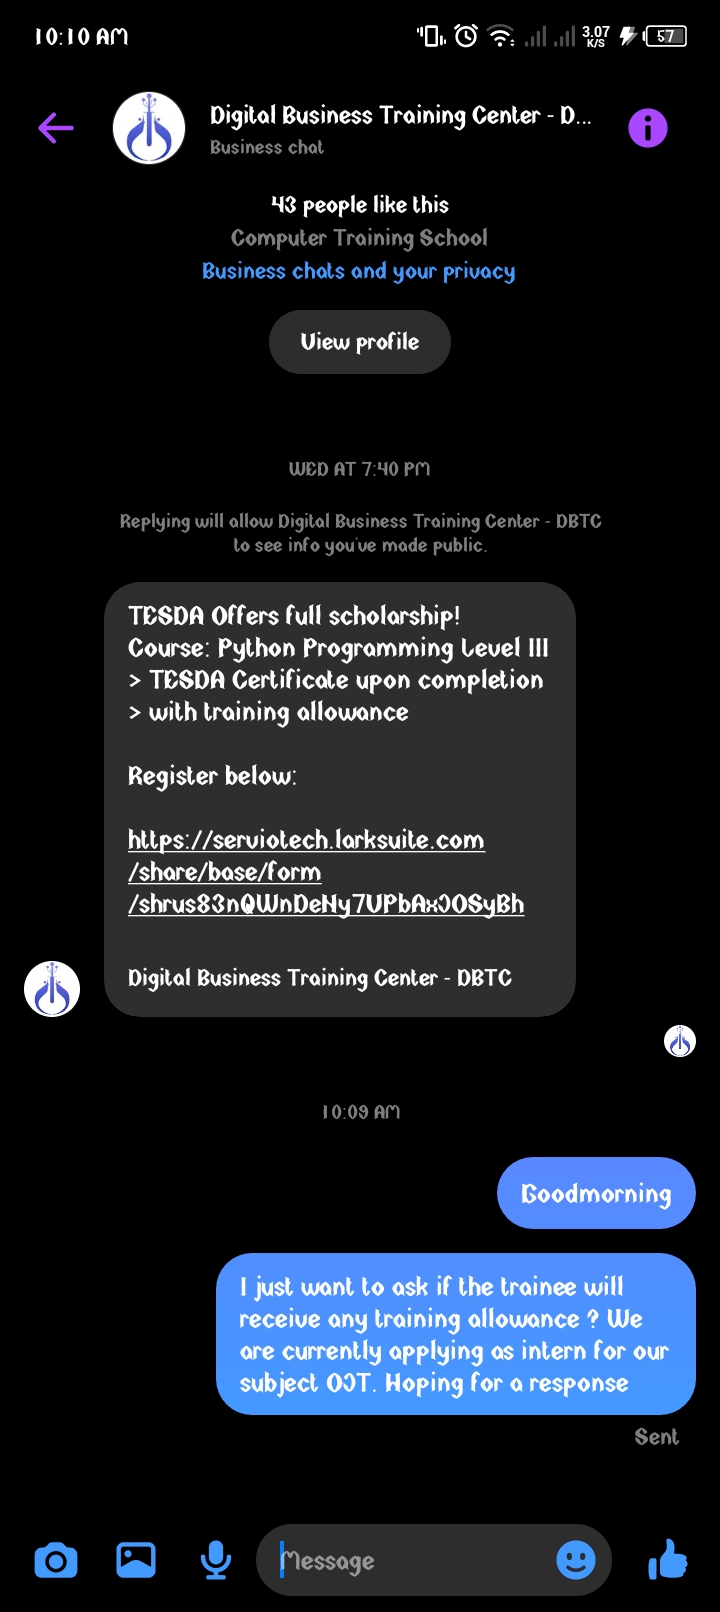 10:10 AM
3.07 K/S
57
Digital Business Training Center - D...
Business chat
43 people like this
Computer Training School
Business chats and your privacy
View profile
WED AT 7:40 PM
Replying will allow Digital Business Training Center - DBTC
to see info you've made public.
TESDA Offers full scholarship!
Course: Python Programming Level III
> TESDA Certificate upon completion
> with training allowance
Register below:
https://serviotech.larksuite.com
/share/base/form
/shrus83nQWnDeNy7UPbAxJOSyBh
Digital Business Training Center - DBTC
10:09 AM
Goodmorning
I just want to ask if the trainee will
receive any training allowance ? We
are currently applying as intern for our
subject OJT. Hoping for a response
Sent
Message